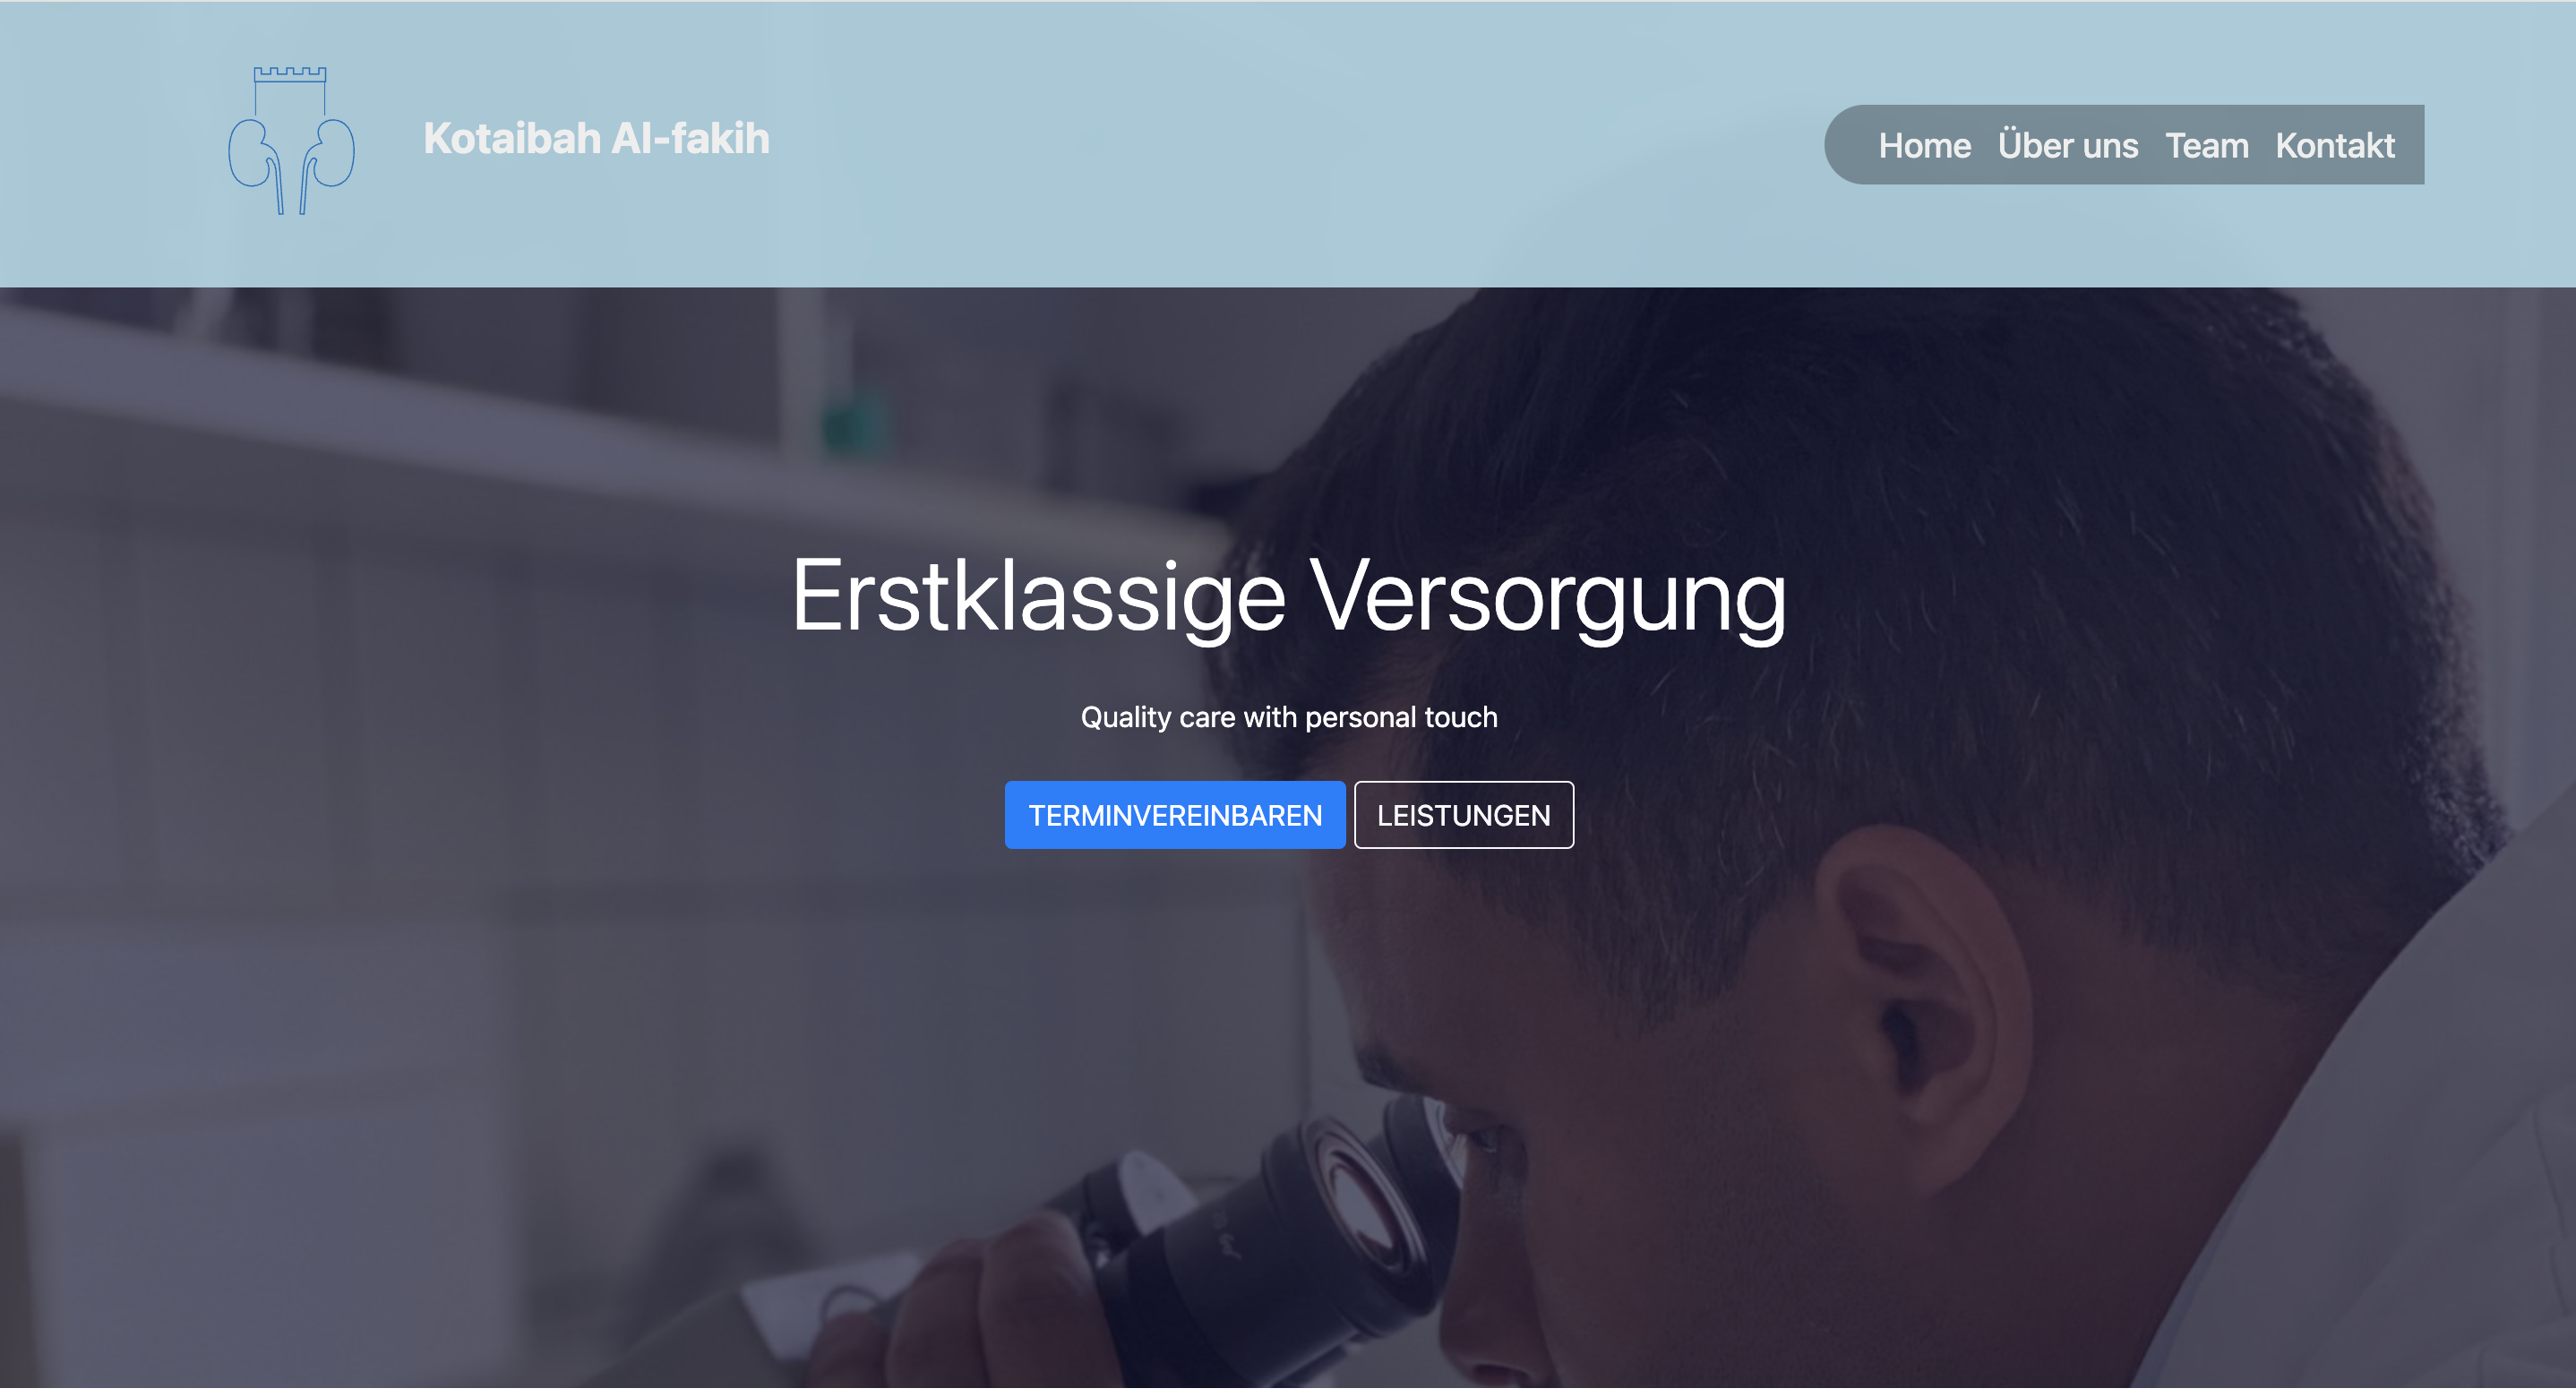 Kotaibah Al-fakih
Home Über uns Team Kontakt
Erstklassige Versorgung
Quality care with personal touch
TERMINVEREINBAREN LEISTUNGEN